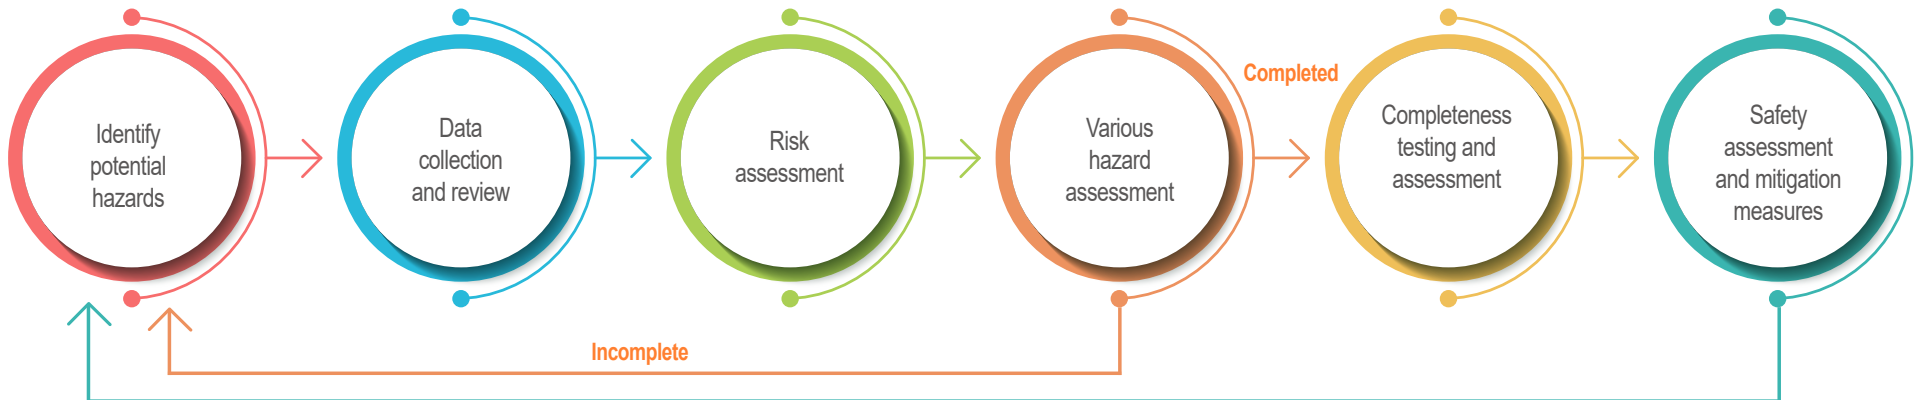 Identify
potential
hazards
Data
collection
and review
Risk
assessment
Various
hazard
assessment
Completed
Completeness
testing and
assessment
Safety
assessment
and mitigation
measures
Incomplete